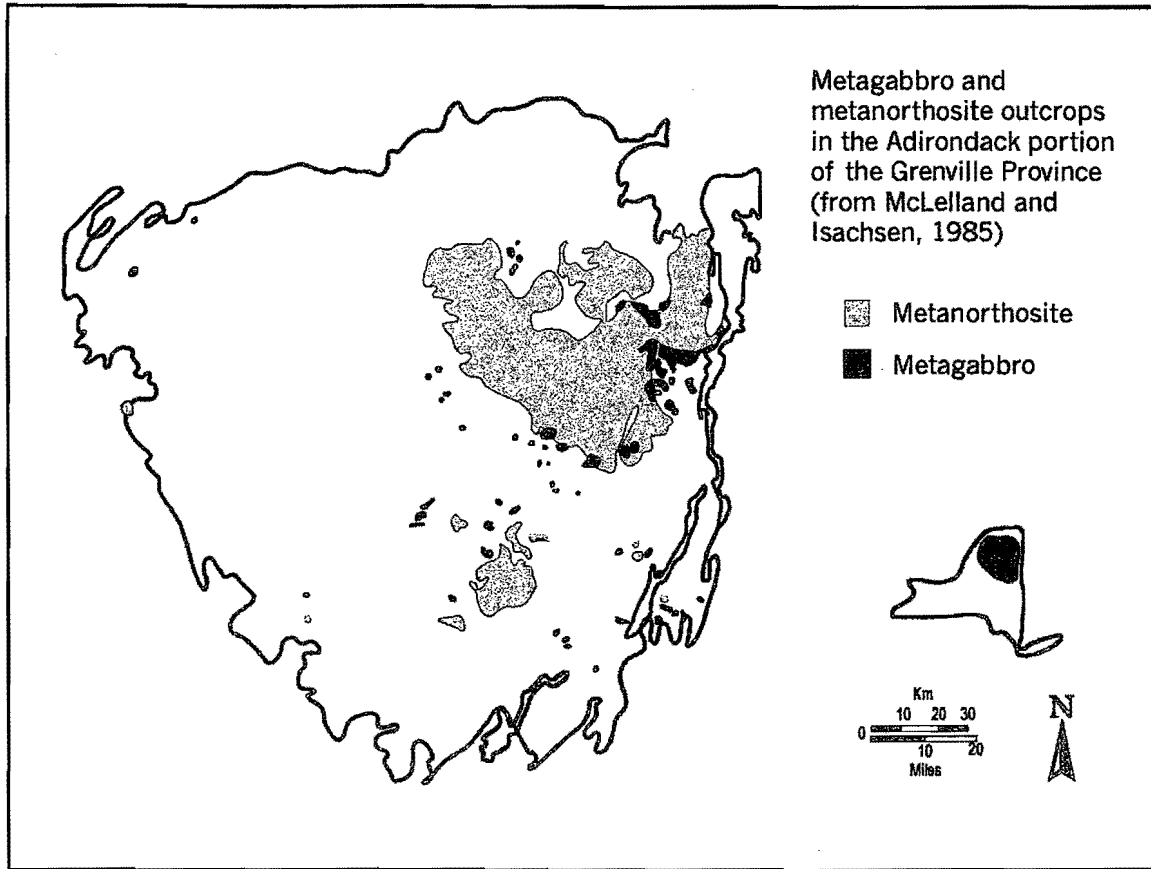 Metagabbro and
metanorthosite outcrops
in the Adirondack portion
of the Grenville Province
(from McLelland and
Isachsen, 1985)
Metanorthosite
Metagabbro
Km
10 20 30
0
10 20
Miles
N